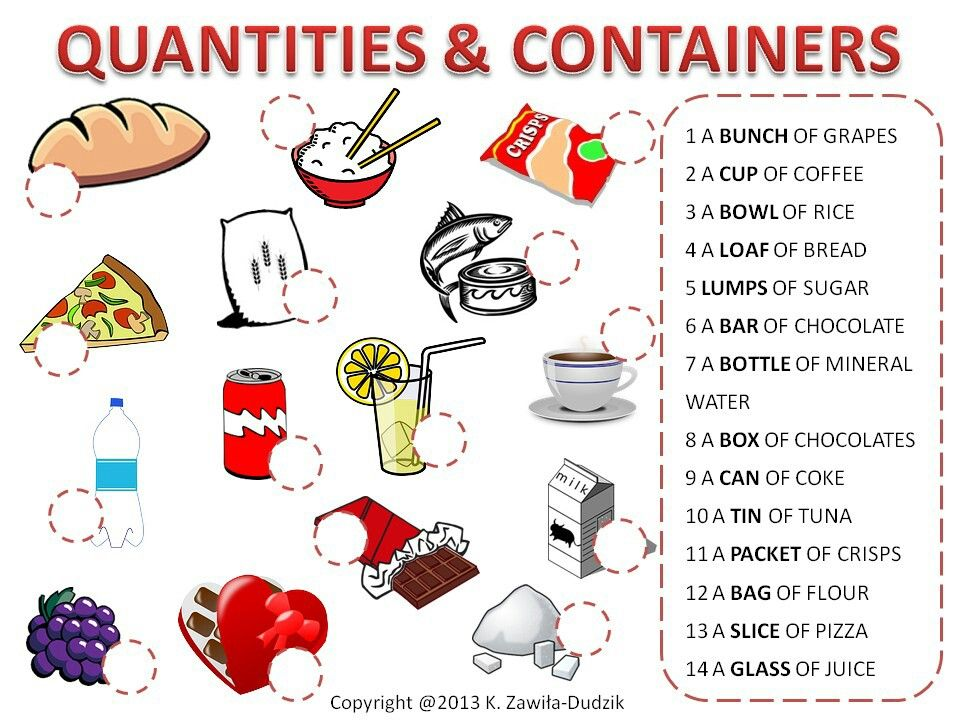 QUANTITIES & CONTAINERS
CRISPS
milk
1 A BUNCH OF GRAPES
2 A CUP OF COFFEE
3 A BOWL OF RICE
4 A LOAF OF BREAD
5 LUMPS OF SUGAR
6 A BAR OF CHOCOLATE
7 A BOTTLE OF MINERAL
WATER
8 A BOX OF CHOCOLATES
9 A CAN OF COKE
10 A TIN OF TUNA
11 A PACKET OF CRISPS
12 A BAG OF FLOUR
13 A SLICE OF PIZZA
14 A GLASS OF JUICE
Copyright @2013 K. Zawiła-Dudzik